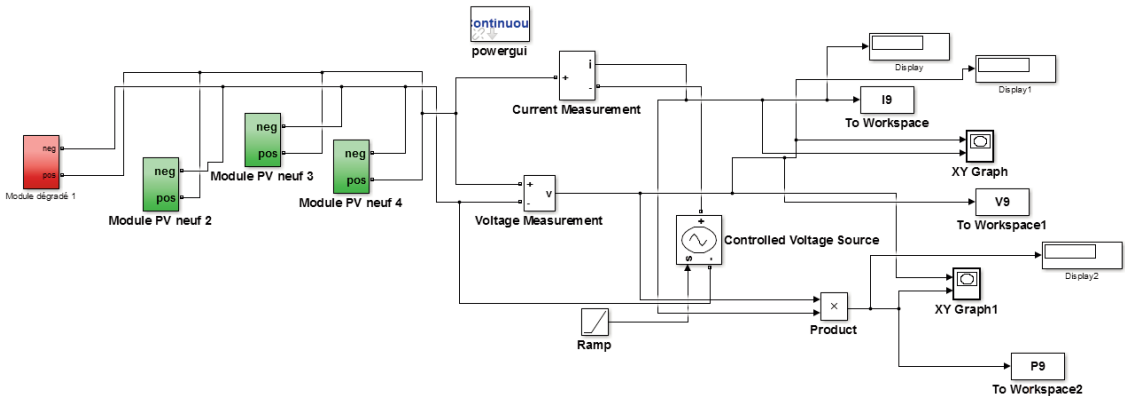 Continuou
powergui
i
+
-
Current Measurement
Display
Display1
I9
To Workspace
XY Graph
neg
pos
Module dégradé 1
neg
pos
Module PV neuf 2
neg
pos
Module PV neuf 3
neg
pos
Module PV neuf 4
+
-
v
Voltage Measurement
V9
To Workspace1
+
s
-
Controlled Voltage Source
Display2
XY Graph1
Ramp
×
Product
P9
To Workspace2